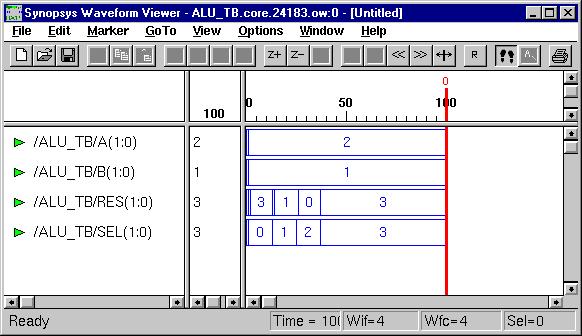 Synopsys Waveform Viewer - ALU_TB.core.24183.ow:0 - [Untitled]
File Edit Marker GoTo View Options Window Help
Z+ Z- << >> R A
0
100 0 50 100
/ALU_TB/A(1:0) 2 2
/ALU_TB/B(1:0) 1 1
/ALU_TB/RES(1:0) 3 3 1 0 3
/ALU_TB/SEL(1:0) 3 0 1 2 3
Ready Time = 100 Wif=4 Wfc=4 Sel=0